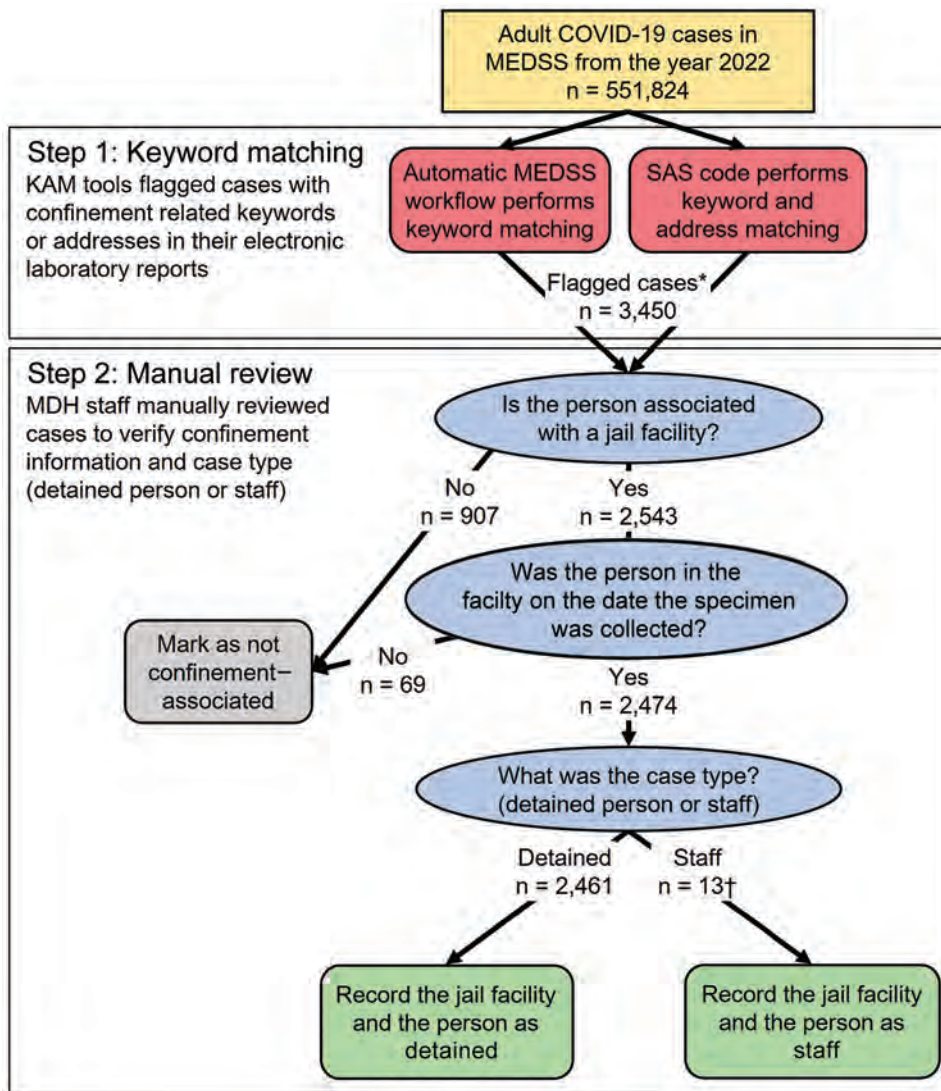 Adult COVID-19 cases in
MEDSS from the year 2022
n = 551,824
Step 1: Keyword matching
KAM tools flagged cases with
confinement related keywords
or addresses in their electronic
laboratory reports
Automatic MEDSS
workflow performs
keyword matching
SAS code performs
keyword and
address matching
Flagged cases*
n = 3,450
Step 2: Manual review
MDH staff manually reviewed
cases to verify confinement
information and case type
(detained person or staff)
Is the person associated
with a jail facility?
No
n = 907
Yes
n = 2,543
Was the person in the
facilty on the date the specimen
was collected?
Mark as not
confinement–
associated
No
n = 69
Yes
n = 2,474
What was the case type?
(detained person or staff)
Detained
n = 2,461
Staff
n = 13†
Record the jail facility
and the person as
detained
Record the jail facility
and the person as
staff